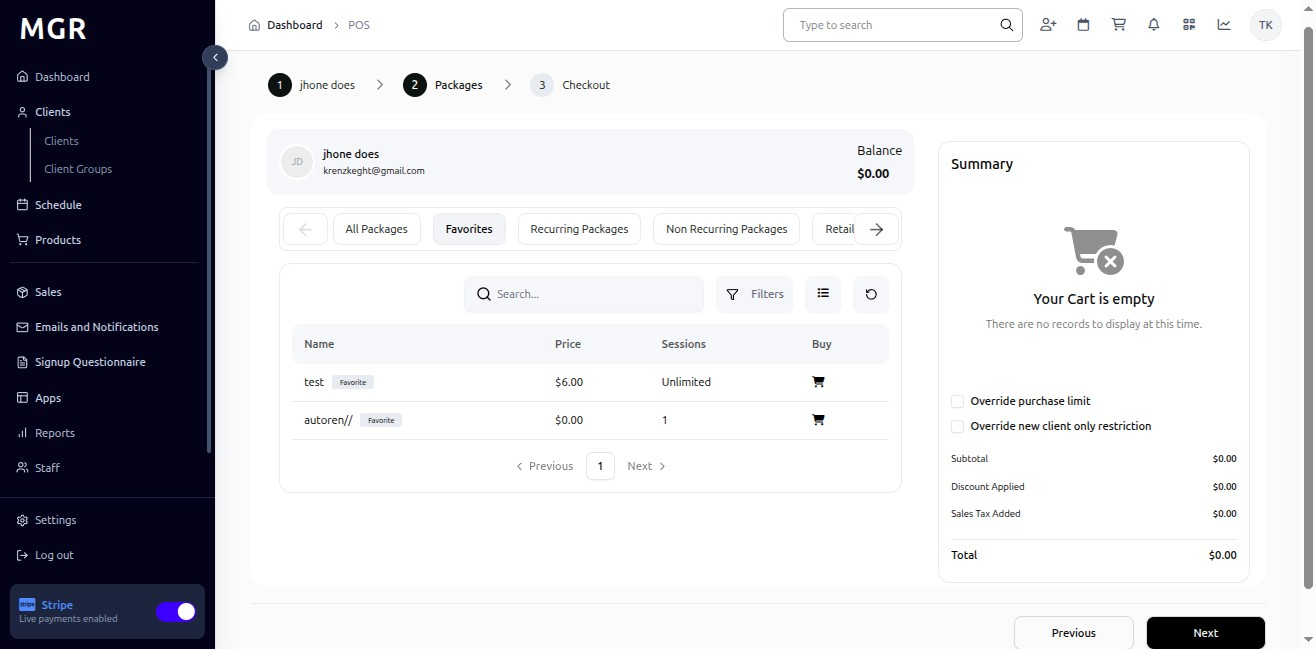 MGR
Dashboard
Clients
Clients
Client Groups
Schedule
Products
Sales
Emails and Notifications
Signup Questionnaire
Apps
Reports
Staff
Settings
Log out
stripe Stripe
Live payments enabled
Dashboard > POS
Type to search
TK
1 jhone does > 2 Packages > 3 Checkout
JD
jhone does
krenzkeght@gmail.com
Balance
$0.00
All Packages Favorites Recurring Packages Non Recurring Packages Retail
Search... Filters
Name Price Sessions Buy
test Favorite $6.00 Unlimited
autoren// Favorite $0.00 1
Previous 1 Next
Summary
Your Cart is empty
There are no records to display at this time.
Override purchase limit
Override new client only restriction
Subtotal $0.00
Discount Applied $0.00
Sales Tax Added $0.00
Total $0.00
Previous Next